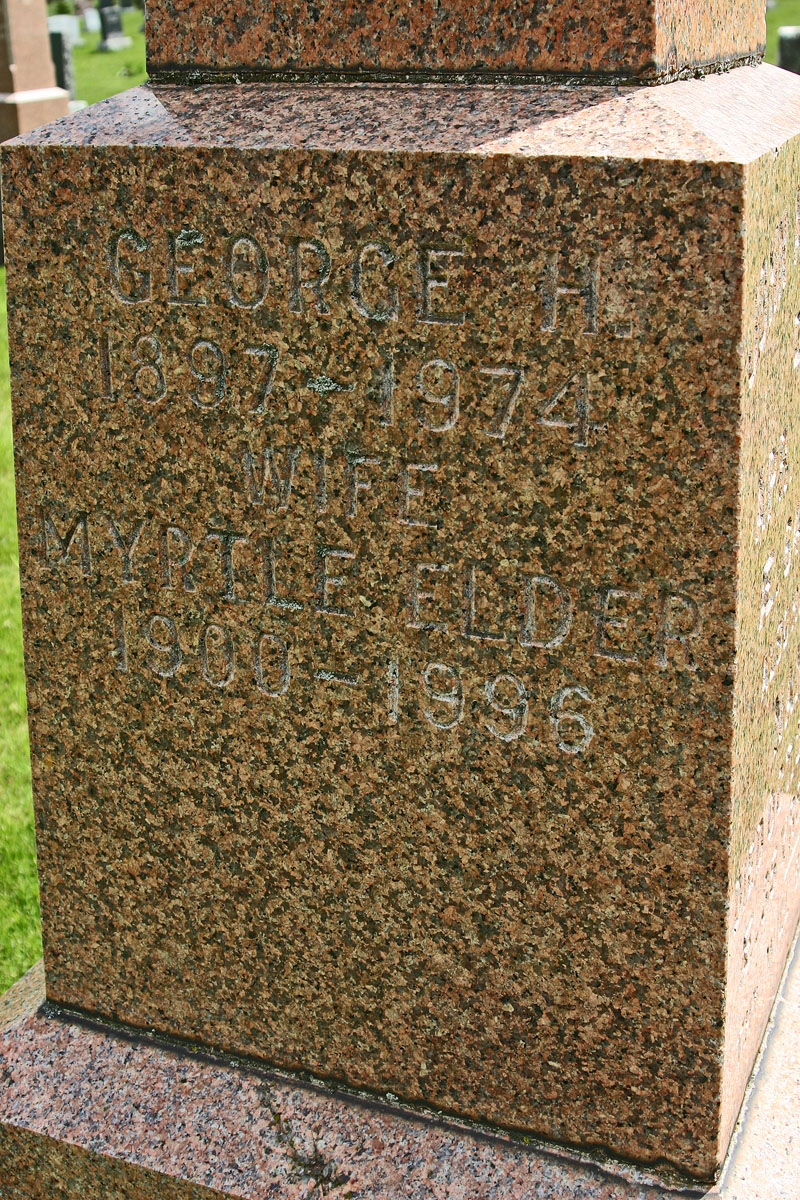 GEORGE H.
1897-1974
WIFE
MYRTLE ELDER
1900-1996